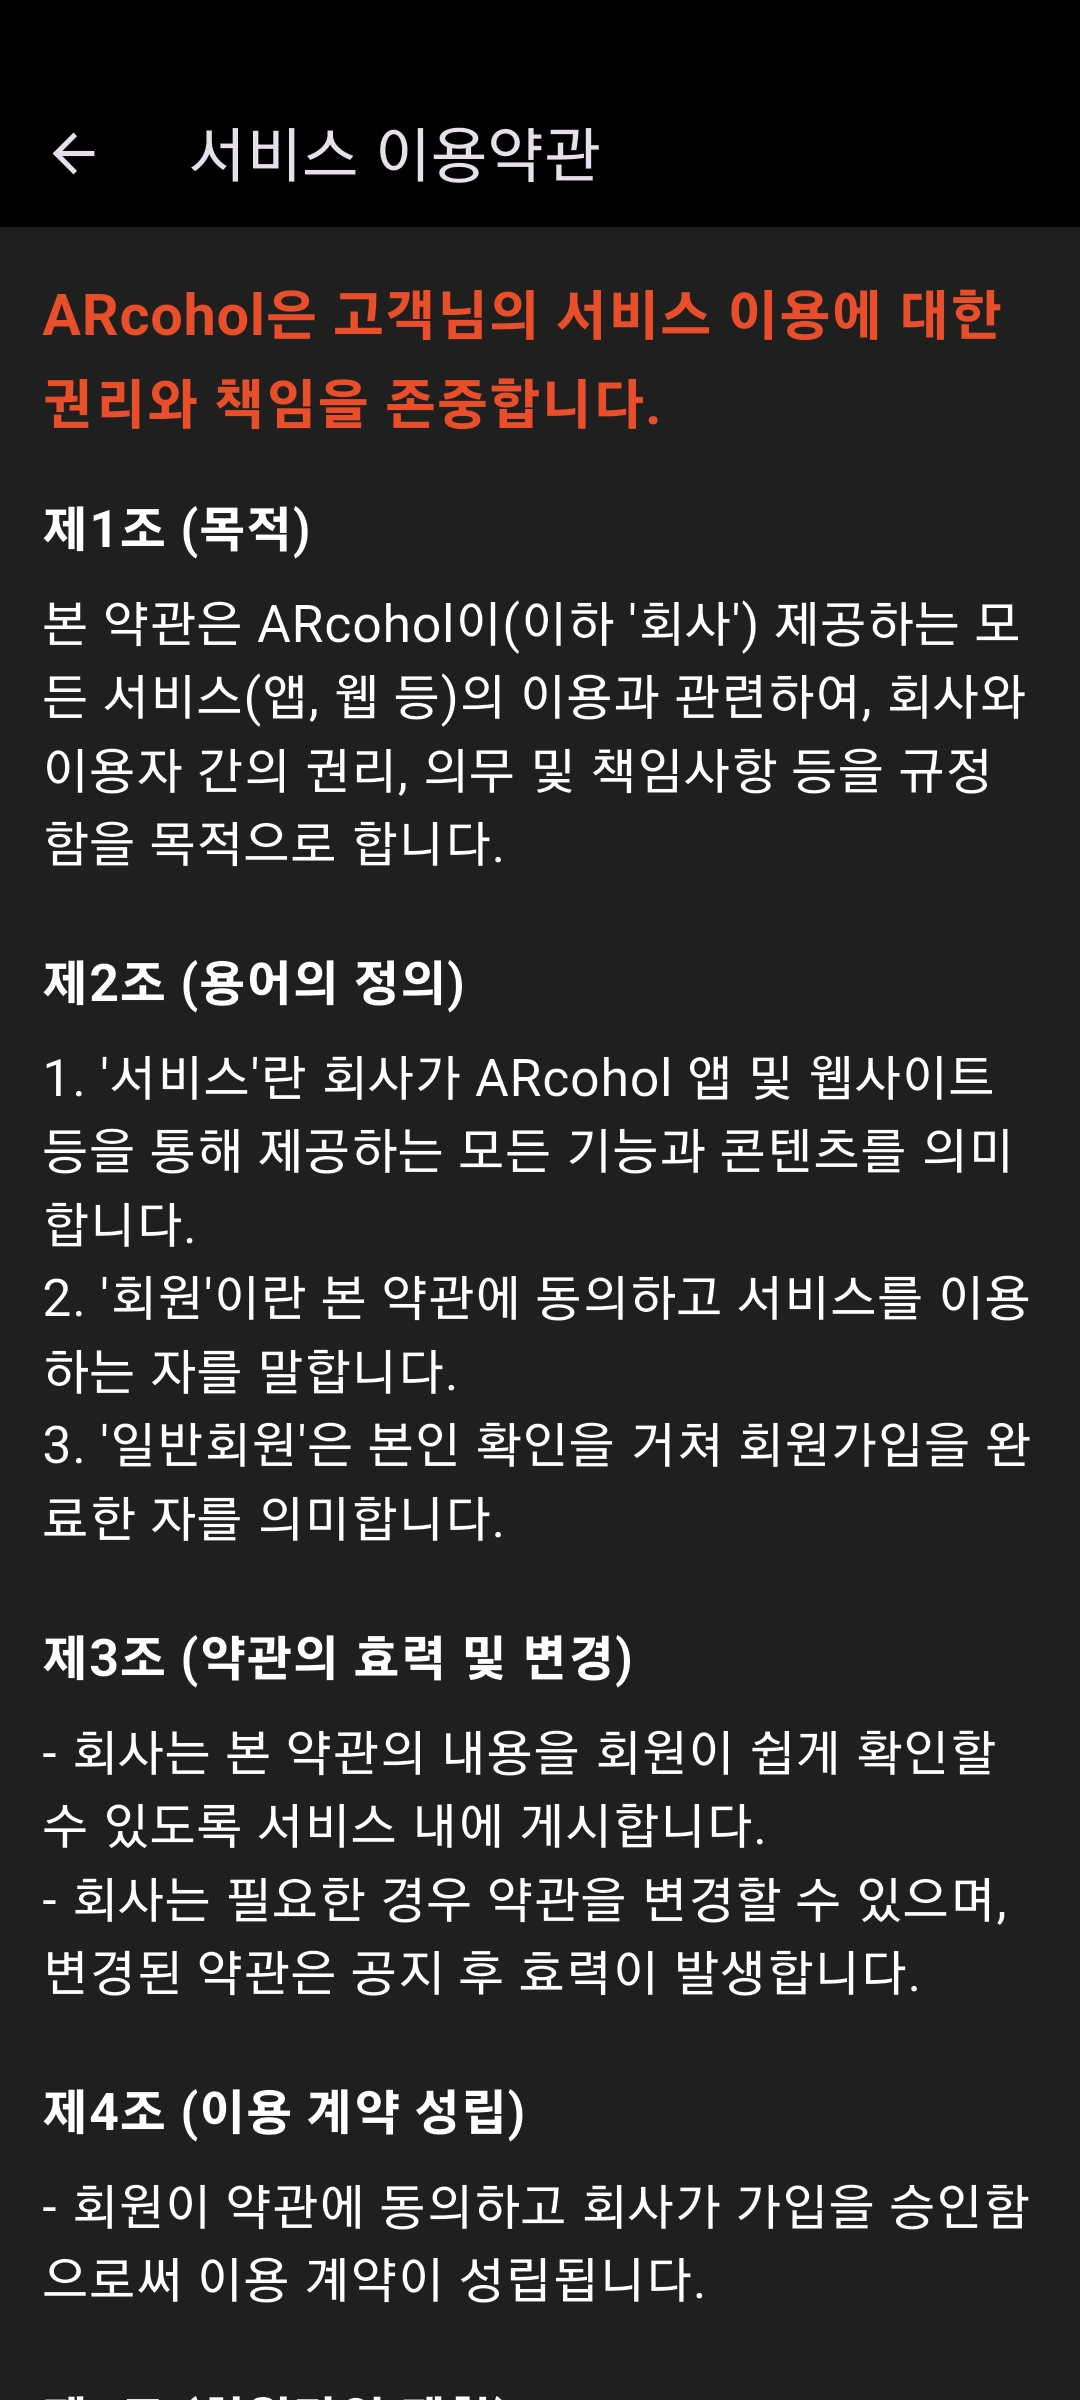 서비스 이용약관
ARcohol은 고객님의 서비스 이용에 대한
권리와 책임을 존중합니다.
제1조 (목적)
본 약관은 ARcohol이(이하 '회사') 제공하는 모
든 서비스(앱, 웹 등)의 이용과 관련하여, 회사와
이용자 간의 권리, 의무 및 책임사항 등을 규정
함을 목적으로 합니다.
제2조 (용어의 정의)
1. '서비스'란 회사가 ARcohol 앱 및 웹사이트
등을 통해 제공하는 모든 기능과 콘텐츠를 의미
합니다.
2. '회원'이란 본 약관에 동의하고 서비스를 이용
하는 자를 말합니다.
3. '일반회원'은 본인 확인을 거쳐 회원가입을 완
료한 자를 의미합니다.
제3조 (약관의 효력 및 변경)
- 회사는 본 약관의 내용을 회원이 쉽게 확인할
수 있도록 서비스 내에 게시합니다.
- 회사는 필요한 경우 약관을 변경할 수 있으며,
변경된 약관은 공지 후 효력이 발생합니다.
제4조 (이용 계약 성립)
- 회원이 약관에 동의하고 회사가 가입을 승인함
으로써 이용 계약이 성립됩니다.